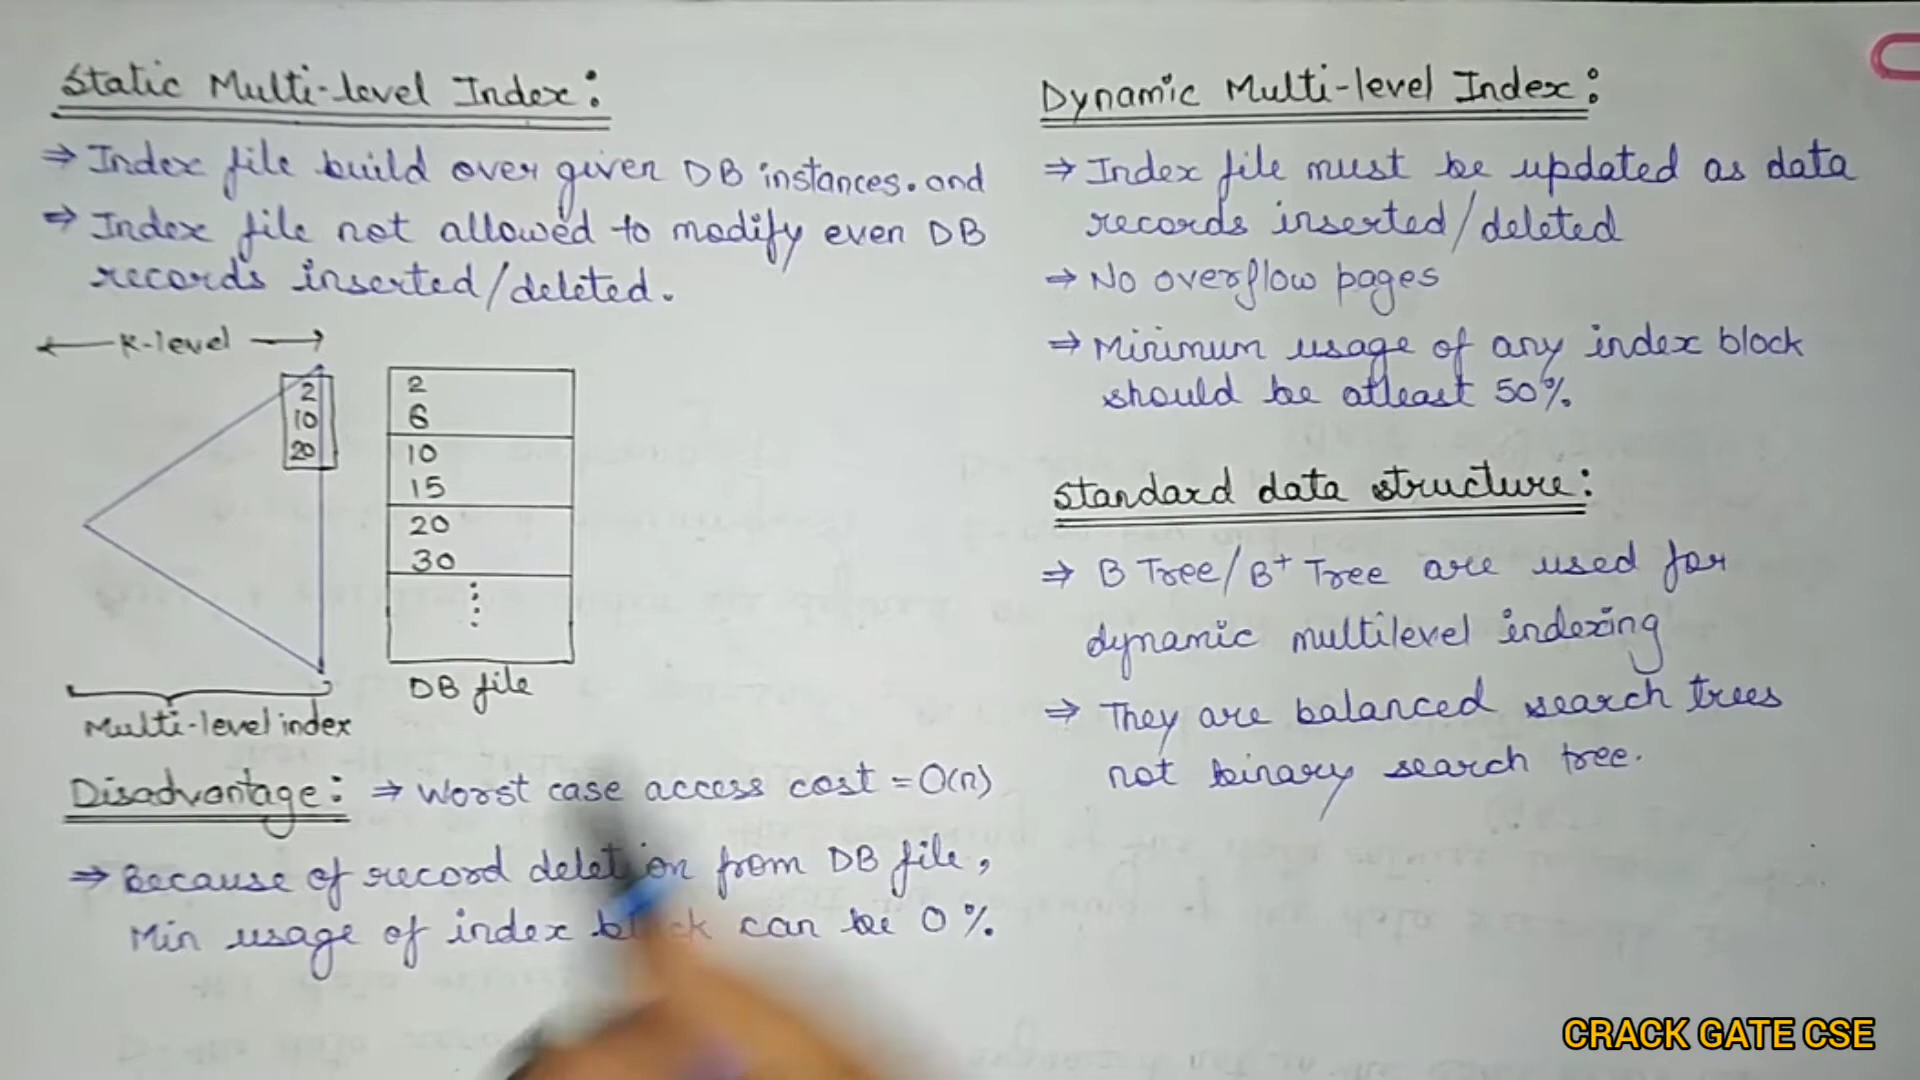 Static Multi-level Index:
⇒ Index file build over given DB instances. and
⇒ Index file not allowed to modify even DB
records inserted/deleted.
K-level
2
10
20
2
6
10
15
20
30
DB file
Multi-level index
Disadvantage: ⇒ Worst case access cost = O(n)
⇒ Because of record deletion from DB file,
Min usage of index block can be 0%.
Dynamic Multi-level Index:
⇒ Index file must be updated as data
records inserted/deleted
⇒ No overflow pages
⇒ Minimum usage of any index block
should be atleast 50%.
Standard data structure:
⇒ B Tree/B+ Tree are used for
dynamic multilevel indexing
⇒ They are balanced search trees
not binary search tree.
CRACK GATE CSE